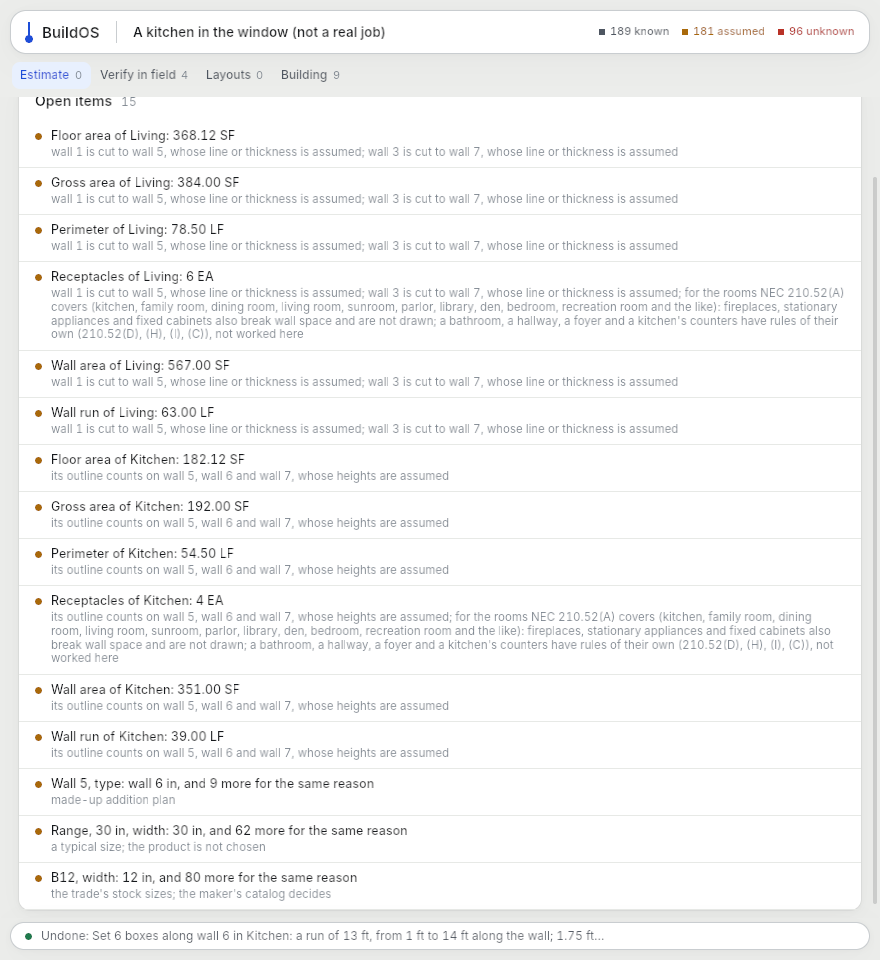 BuildOS
A kitchen in the window (not a real job)
189 known
181 assumed
96 unknown
Estimate 0
Verify in field 4
Layouts 0
Building 9
Open items 15
Floor area of Living: 368.12 SF
wall 1 is cut to wall 5, whose line or thickness is assumed; wall 3 is cut to wall 7, whose line or thickness is assumed
Gross area of Living: 384.00 SF
wall 1 is cut to wall 5, whose line or thickness is assumed; wall 3 is cut to wall 7, whose line or thickness is assumed
Perimeter of Living: 78.50 LF
wall 1 is cut to wall 5, whose line or thickness is assumed; wall 3 is cut to wall 7, whose line or thickness is assumed
Receptacles of Living: 6 EA
wall 1 is cut to wall 5, whose line or thickness is assumed; wall 3 is cut to wall 7, whose line or thickness is assumed; for the rooms NEC 210.52(A)
covers (kitchen, family room, dining room, living room, sunroom, parlor, library, den, bedroom, recreation room and the like): fireplaces, stationary
appliances and fixed cabinets also break wall space and are not drawn; a bathroom, a hallway, a foyer and a kitchen's counters have rules of their
own (210.52(D), (H), (I), (C)), not worked here
Wall area of Living: 567.00 SF
wall 1 is cut to wall 5, whose line or thickness is assumed; wall 3 is cut to wall 7, whose line or thickness is assumed
Wall run of Living: 63.00 LF
wall 1 is cut to wall 5, whose line or thickness is assumed; wall 3 is cut to wall 7, whose line or thickness is assumed
Floor area of Kitchen: 182.12 SF
its outline counts on wall 5, wall 6 and wall 7, whose heights are assumed
Gross area of Kitchen: 192.00 SF
its outline counts on wall 5, wall 6 and wall 7, whose heights are assumed
Perimeter of Kitchen: 54.50 LF
its outline counts on wall 5, wall 6 and wall 7, whose heights are assumed
Receptacles of Kitchen: 4 EA
its outline counts on wall 5, wall 6 and wall 7, whose heights are assumed; for the rooms NEC 210.52(A) covers (kitchen, family room, dining
room, living room, sunroom, parlor, library, den, bedroom, recreation room and the like): fireplaces, stationary appliances and fixed cabinets also
break wall space and are not drawn; a bathroom, a hallway, a foyer and a kitchen's counters have rules of their own (210.52(D), (H), (I), (C)), not
worked here
Wall area of Kitchen: 351.00 SF
its outline counts on wall 5, wall 6 and wall 7, whose heights are assumed
Wall run of Kitchen: 39.00 LF
its outline counts on wall 5, wall 6 and wall 7, whose heights are assumed
Wall 5, type: wall 6 in, and 9 more for the same reason
made-up addition plan
Range, 30 in, width: 30 in, and 62 more for the same reason
a typical size; the product is not chosen
B12, width: 12 in, and 80 more for the same reason
the trade's stock sizes; the maker's catalog decides
Undone: Set 6 boxes along wall 6 in Kitchen: a run of 13 ft, from 1 ft to 14 ft along the wall; 1.75 ft…